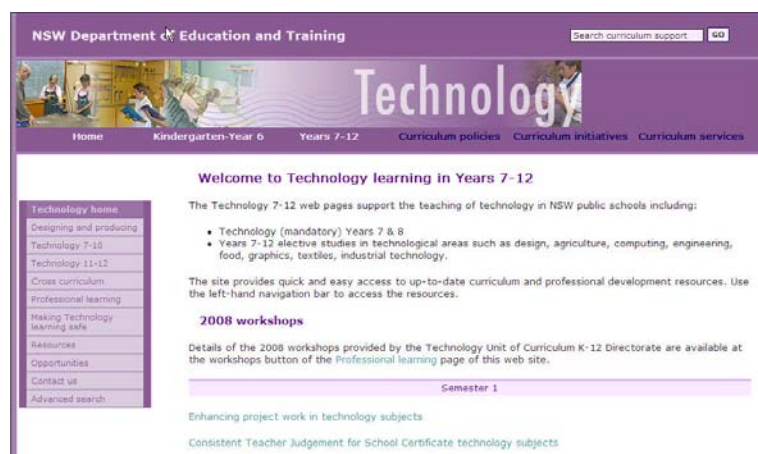 NSW Department of Education and Training
Search curriculum support GO
Technology
Home Kindergarten-Year 6 Years 7-12 Curriculum policies Curriculum initiatives Curriculum services
Welcome to Technology learning in Years 7-12
Technology home
Designing and producing
Technology 7-10
Technology 11-12
Cross curriculum
Professional learning
Making Technology
learning safe
Resources
Opportunities
Contact us
Advanced search
The Technology 7-12 web pages support the teaching of technology in NSW public schools including:
• Technology (mandatory) Years 7 & 8
• Years 7-12 elective studies in technological areas such as design, agriculture, computing, engineering,
food, graphics, textiles, industrial technology.
The site provides quick and easy access to up-to-date curriculum and professional development resources. Use
the left-hand navigation bar to access the resources.
2008 workshops
Details of the 2008 workshops provided by the Technology Unit of Curriculum K-12 Directorate are available at
the workshops button of the Professional learning page of this web site.
Semester 1
Enhancing project work in technology subjects
Consistent Teacher Judgement for School Certificate technology subjects